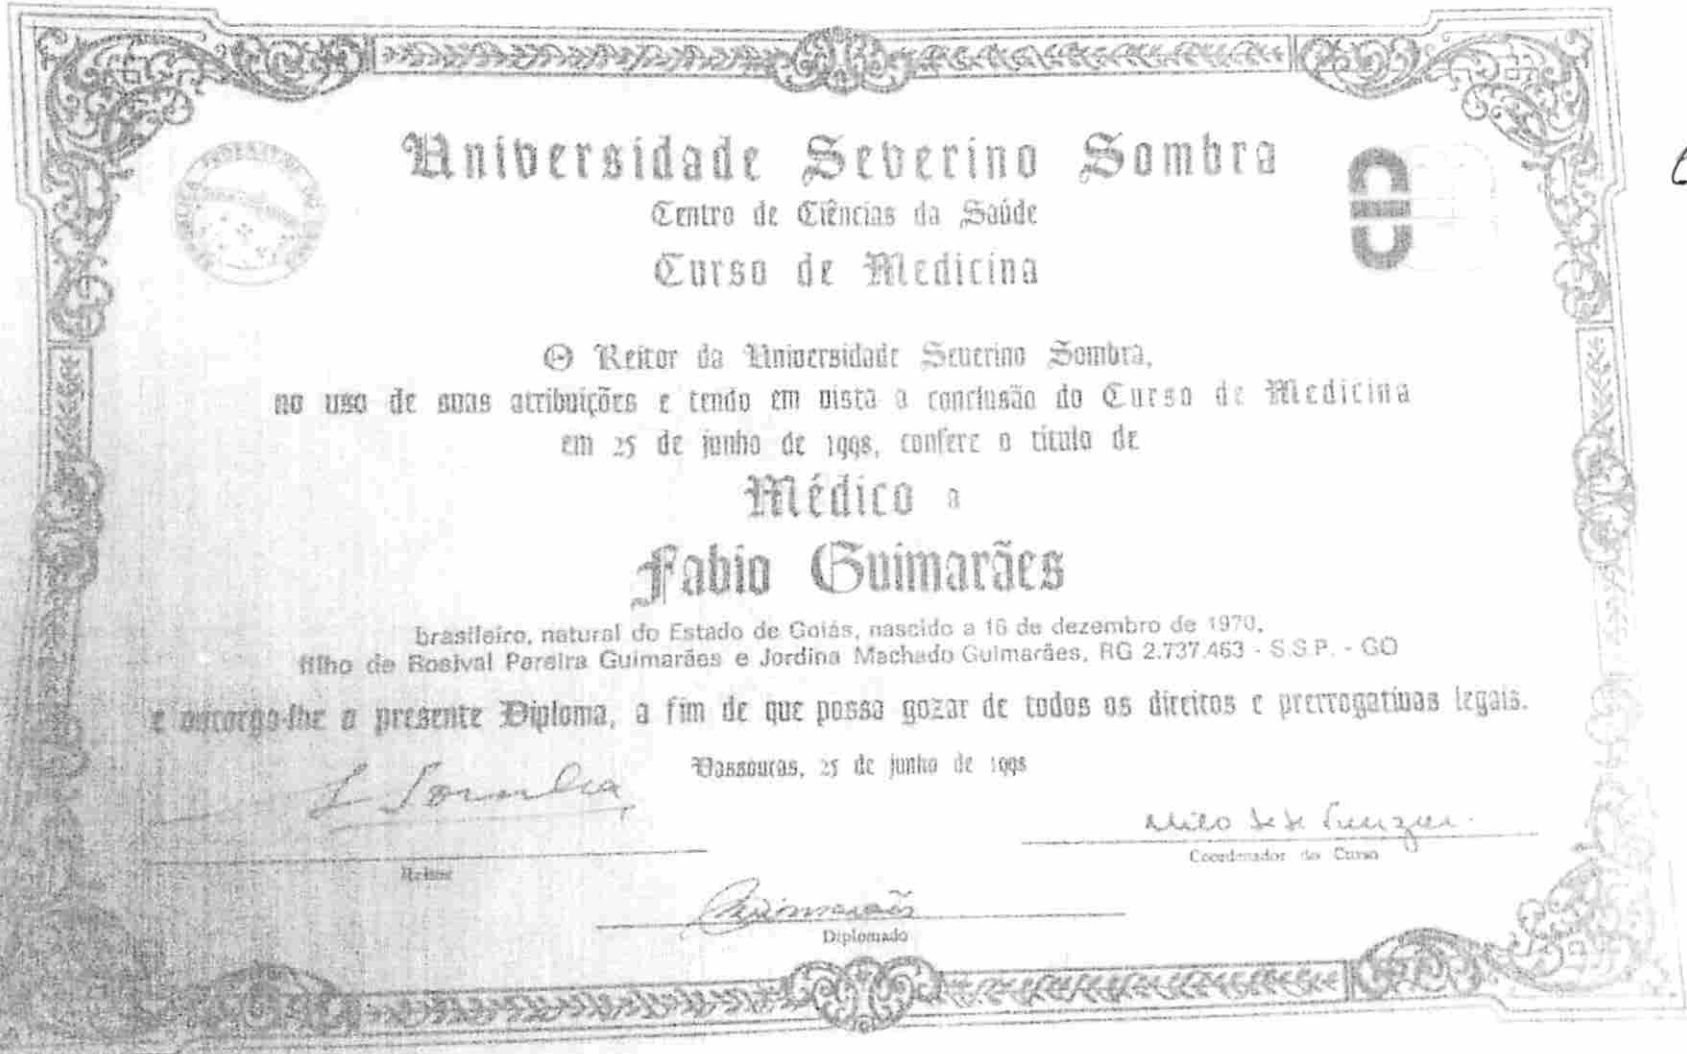 Universidade Severino Sombra
Centro de Ciências da Saúde
Curso de Medicina
O Reitor da Universidade Severino Sombra,
no uso de suas atribuições e tendo em vista a conclusão do Curso de Medicina
em 25 de junho de 1998, confere o título de
Médico a
Fabio Guimarães
brasileiro, natural do Estado de Goiás, nascido a 16 de dezembro de 1970,
filho de Rosival Pereira Guimarães e Jordina Machado Guimarães, RG 2.737.463 - S.S.P. - GO
e outorga-lhe o presente Diploma, a fim de que possa gozar de todos os direitos e prerrogativas legais.
Vassouras, 25 de junho de 1998
Sombra
Reitor
Coordenador do Curso
Guimarães
Diplomado